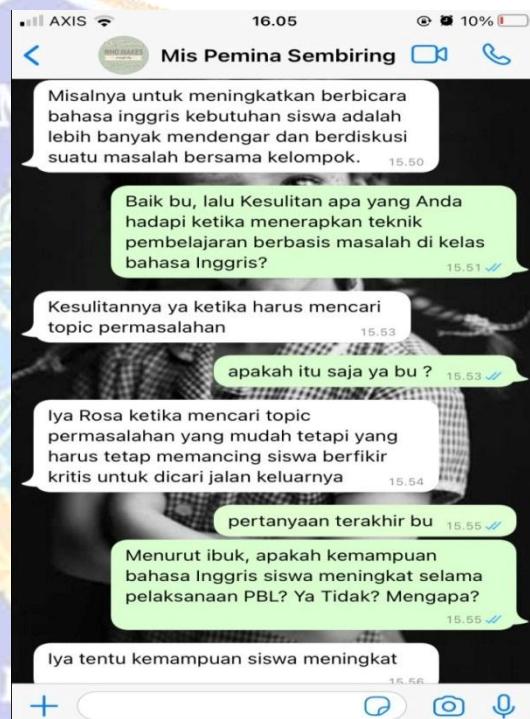 AXIS 16.05 10%
Mis Pemina Sembiring
Misalnya untuk meningkatkan berbicara
bahasa inggris kebutuhan siswa adalah
lebih banyak mendengar dan berdiskusi
suatu masalah bersama kelompok. 15.50
Baik bu, lalu Kesulitan apa yang Anda
hadapi ketika menerapkan teknik
pembelajaran berbasis masalah di kelas
bahasa Inggris?
15.51
Kesulitannya ya ketika harus mencari
topic permasalahan 15.53
apakah itu saja ya bu ? 15.53
Iya Rosa ketika mencari topic
permasalahan yang mudah tetapi yang
harus tetap memancing siswa berfikir
kritis untuk dicari jalan keluarnya 15.54
pertanyaan terakhir bu 15.55
Menurut ibuk, apakah kemampuan
bahasa Inggris siswa meningkat selama
pelaksanaan PBL? Ya Tidak? Mengapa?
15.55
Iya tentu kemampuan siswa meningkat
15.56